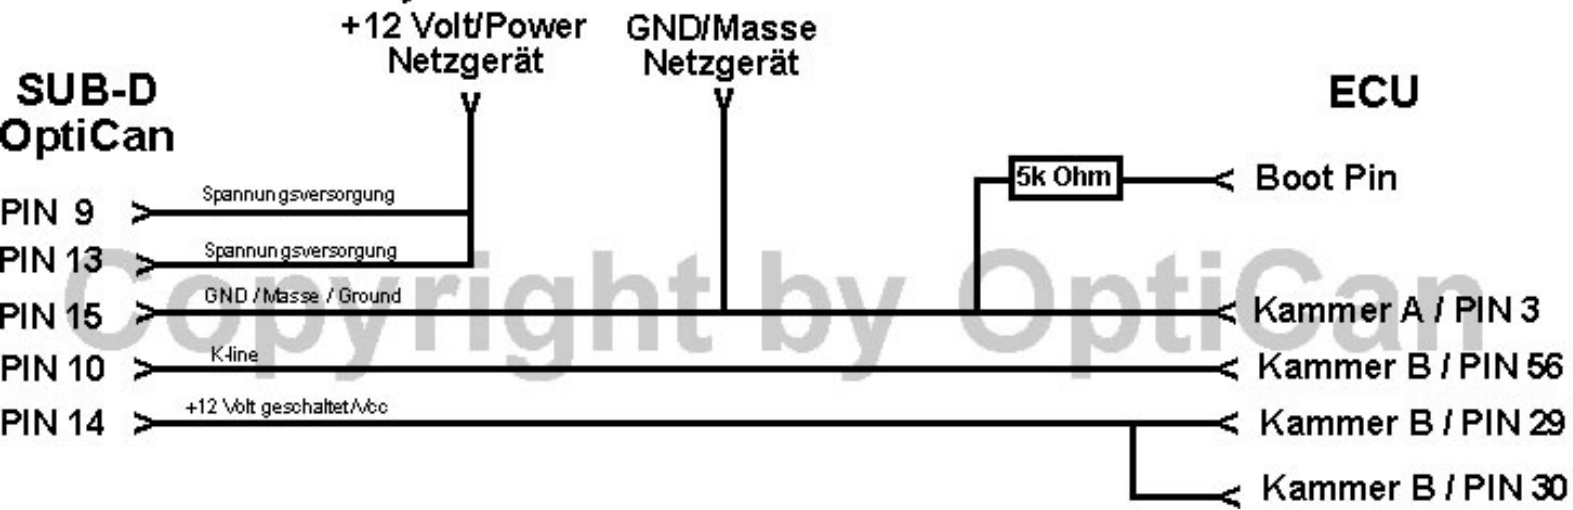 +12 Volt/Power
Netzgerät
GND/Masse
Netzgerät
SUB-D
OptiCan
ECU
5k Ohm
Boot Pin
PIN 9
Spannungsversorgung
PIN 13
Spannungsversorgung
PIN 15
GND / Masse / Ground
Kammer A / PIN 3
PIN 10
K-line
Kammer B / PIN 56
PIN 14
+12 Volt geschaltet/Vcc
Kammer B / PIN 29
Kammer B / PIN 30
Copyright by OptiCan